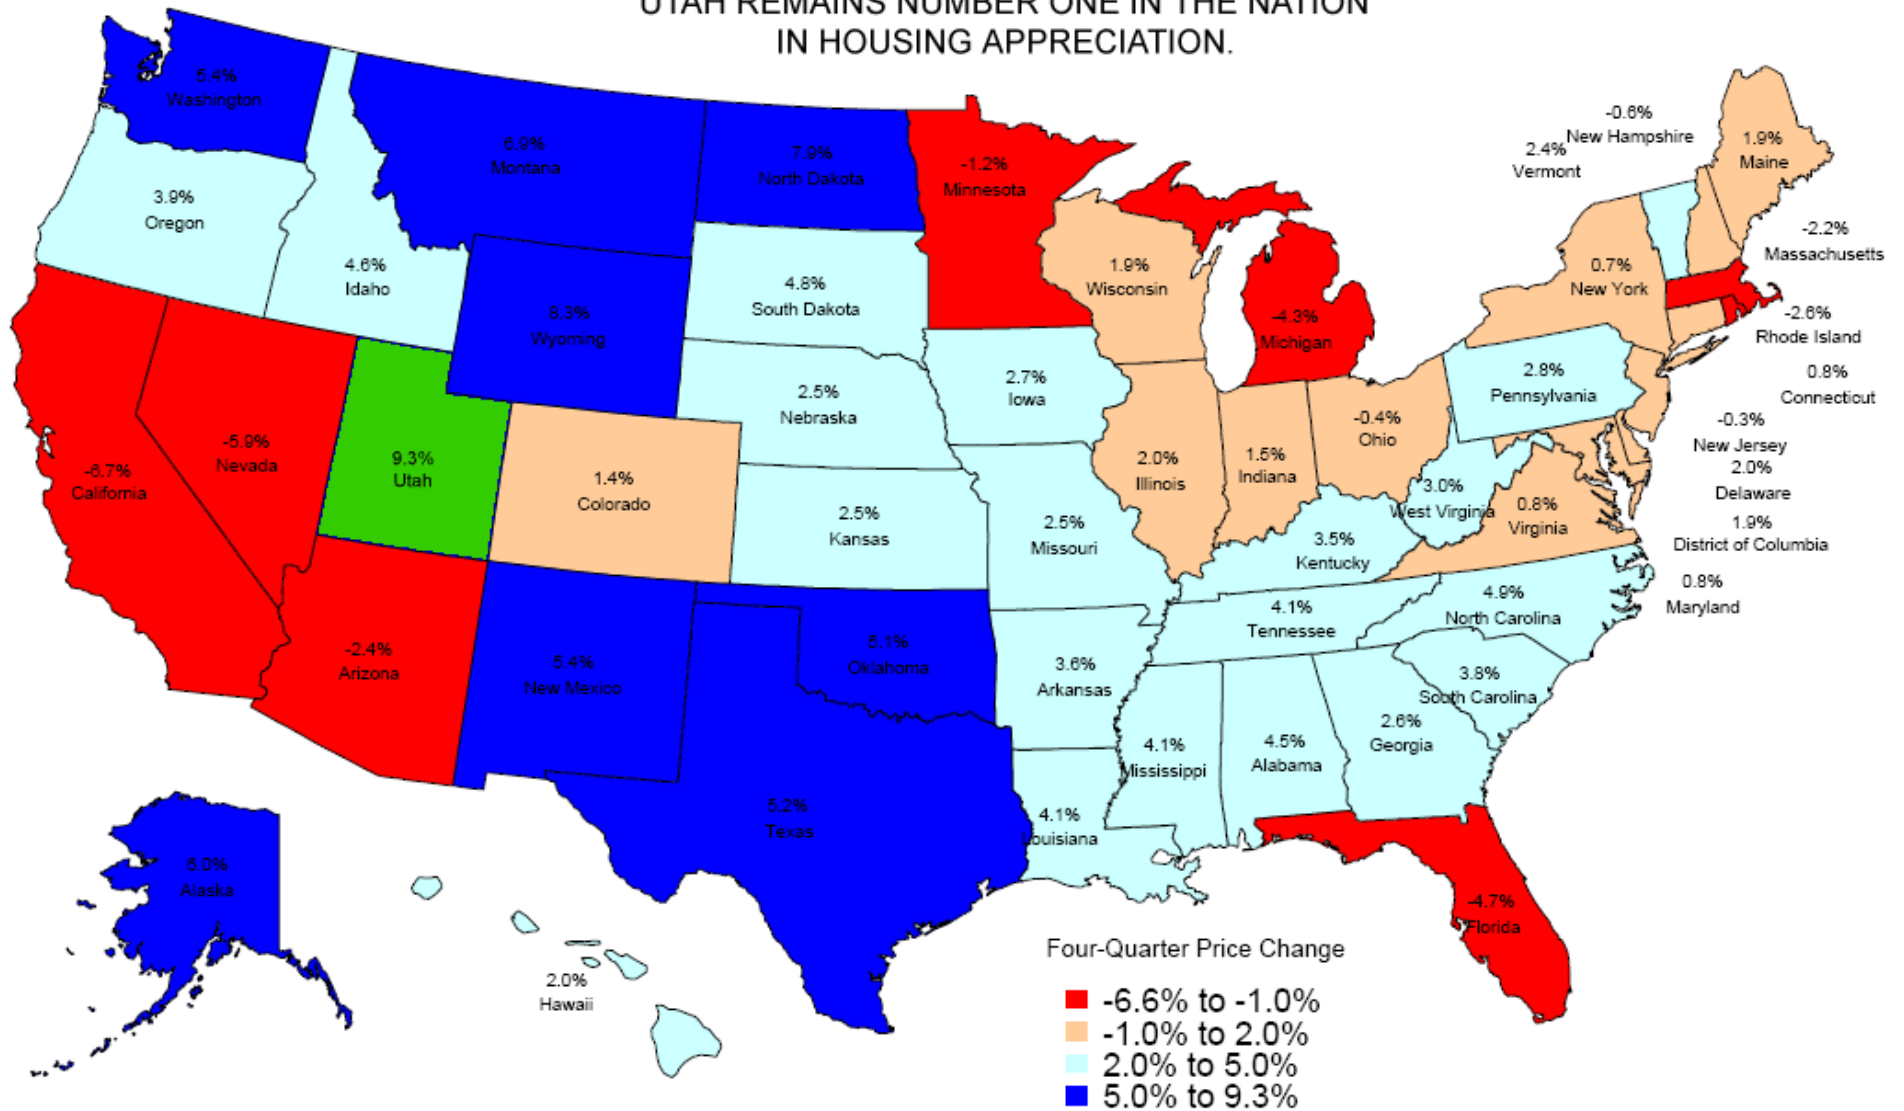 UTAH REMAINS NUMBER ONE IN THE NATION
IN HOUSING APPRECIATION.
5.4%
Washington
6.9%
Montana
7.9%
North Dakota
-1.2%
Minnesota
-0.6%
New Hampshire
2.4%
Vermont
1.9%
Maine
3.9%
Oregon
4.6%
Idaho
8.3%
Wyoming
4.8%
South Dakota
1.9%
Wisconsin
-4.3%
Michigan
0.7%
New York
-2.2%
Massachusetts
-2.6%
Rhode Island
0.8%
Connecticut
-6.7%
California
-5.9%
Nevada
9.3%
Utah
1.4%
Colorado
2.5%
Nebraska
2.7%
Iowa
2.0%
Illinois
1.5%
Indiana
-0.4%
Ohio
2.8%
Pennsylvania
-0.3%
New Jersey
2.0%
Delaware
1.9%
District of Columbia
0.8%
Maryland
2.5%
Kansas
2.5%
Missouri
3.5%
Kentucky
3.0%
West Virginia
0.8%
Virginia
-2.4%
Arizona
5.4%
New Mexico
5.1%
Oklahoma
3.6%
Arkansas
4.1%
Tennessee
4.9%
North Carolina
3.8%
South Carolina
5.2%
Texas
4.1%
Louisiana
4.1%
Mississippi
4.5%
Alabama
2.6%
Georgia
-4.7%
Florida
6.0%
Alaska
2.0%
Hawaii
Four-Quarter Price Change
-6.6% to -1.0%
-1.0% to 2.0%
2.0% to 5.0%
5.0% to 9.3%